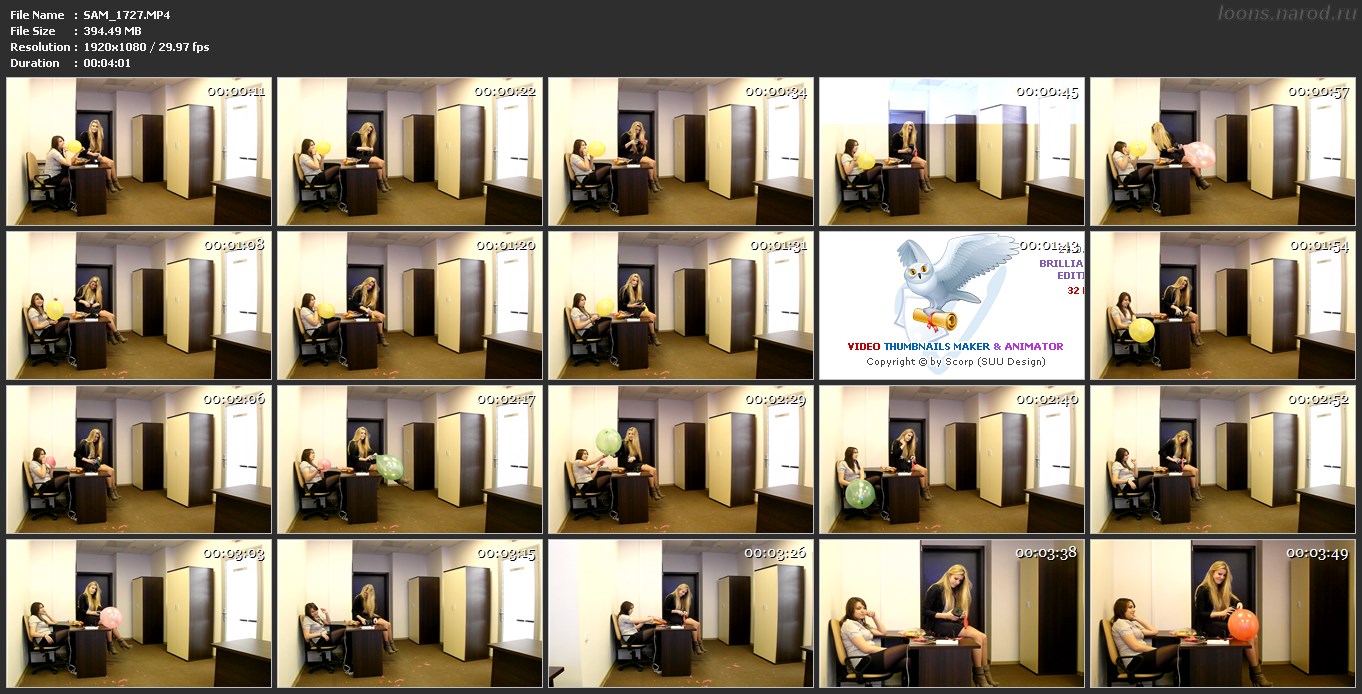 File Name : SAM_1727.MP4
loons.narod.ru
File Size : 394.49 MB
Resolution : 1920x1080 / 29.97 fps
Duration : 00:04:01
00:00:11
00:00:22
00:00:34
00:00:45
00:00:57
00:01:08
00:01:20
00:01:31
00:01:43
BRILLIA
EDITI
32
VIDEO THUMBNAILS MAKER & ANIMATOR
Copyright © by Scorp (SUU Design)
00:01:54
00:02:06
00:02:17
00:02:29
00:02:40
00:02:52
00:03:03
00:03:15
00:03:26
00:03:38
00:03:49